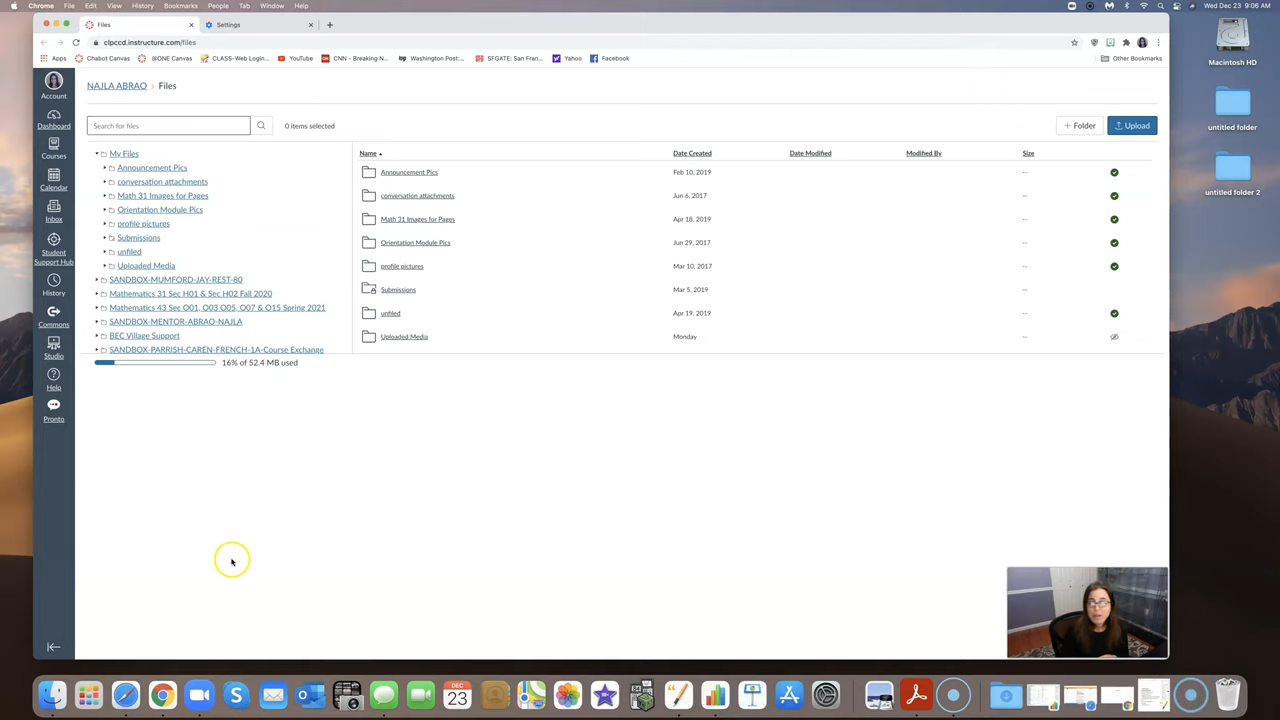 Chrome File Edit View History Bookmarks People Tab Window Help Wed Dec 23 9:06 AM
Files Settings
clpccd.instructure.com/files
Apps Chabot Canvas @ONE Canvas CLASS-Web Login... YouTube CNN - Breaking N... Washington Post:... SFGATE: San Fran... Yahoo Facebook Other Bookmarks
Macintosh HD
untitled folder
untitled folder 2
Account
Dashboard
Courses
Calendar
Inbox
Student
Support Hub
History
Commons
Studio
Help
Pronto
NAJLA ABRAO › Files
Search for files 0 items selected + Folder Upload
My Files
Announcement Pics
conversation attachments
Math 31 Images for Pages
Orientation Module Pics
profile pictures
Submissions
unfiled
Uploaded Media
SANDBOX-MUMFORD-JAY-REST-80
Mathematics 31 Sec H01 & Sec H02 Fall 2020
Mathematics 43 Sec O01, O03 O05, O07 & O15 Spring 2021
SANDBOX-MENTOR-ABRAO-NAJLA
BEC Village Support
SANDBOX-PARRISH-CAREN-FRENCH-1A-Course Exchange
16% of 52.4 MB used
Name Date Created Date Modified Modified By Size
Announcement Pics Feb 10, 2019 --
conversation attachments Jun 6, 2017 --
Math 31 Images for Pages Apr 18, 2019 --
Orientation Module Pics Jun 29, 2017 --
profile pictures Mar 10, 2017 --
Submissions Mar 5, 2019 --
unfiled Apr 19, 2019 --
Uploaded Media Monday --
DEC
23